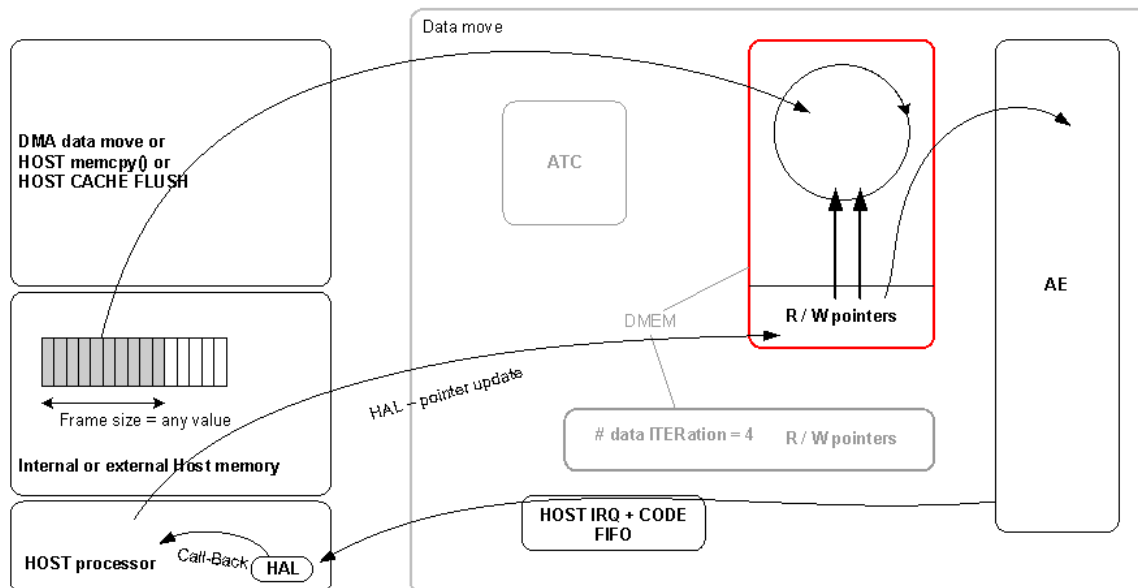 Data move
DMA data move or
HOST memcpy() or
HOST CACHE FLUSH
ATC
AE
R / W pointers
DMEM
HAL – pointer update
Frame size = any value
# data ITERation = 4 R / W pointers
Internal or external Host memory
HOST IRQ + CODE
FIFO
Call-Back
HOST processor
HAL